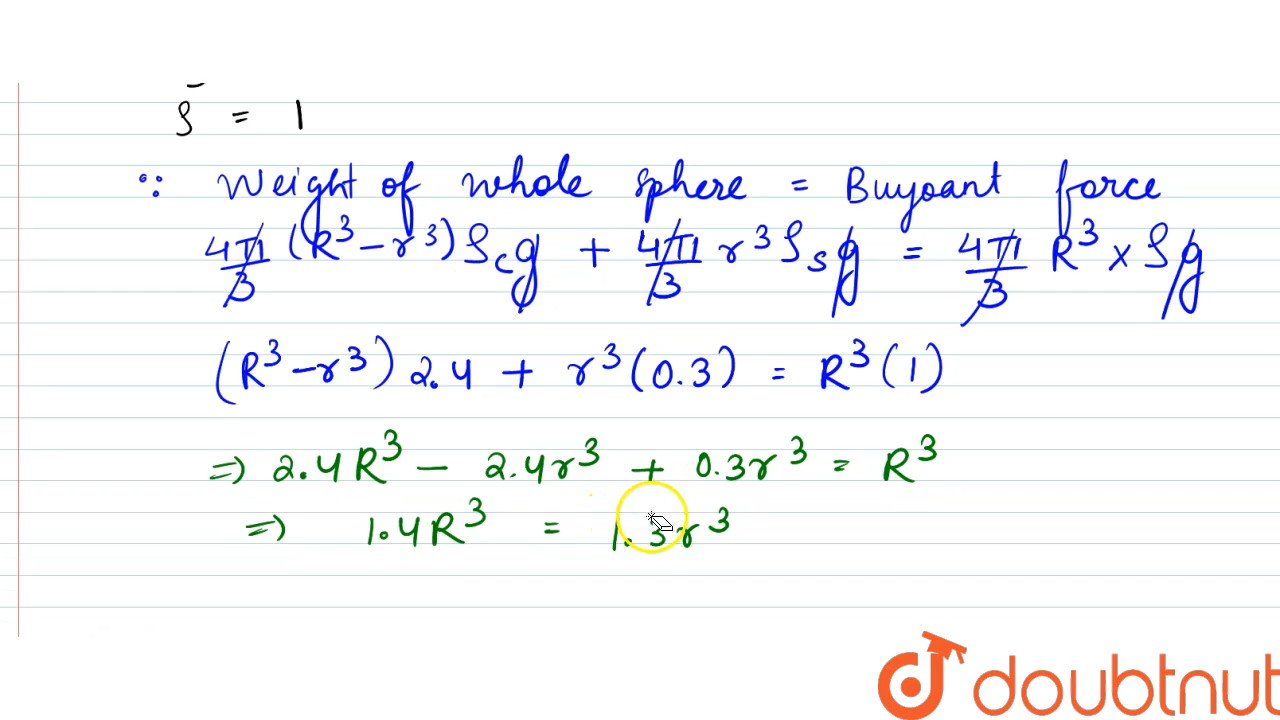 ρ = 1
∵ Weight of whole sphere = Buyoant force
4π/3 (R³ - r³) ρc g + 4π/3 r³ ρs g = 4π/3 R³ × ρ g
(R³ - r³) 2.4 + r³ (0.3) = R³ (1)
⇒ 2.4R³ - 2.4r³ + 0.3r³ = R³
⇒ 1.4R³ = 1.3r³
doubtnut